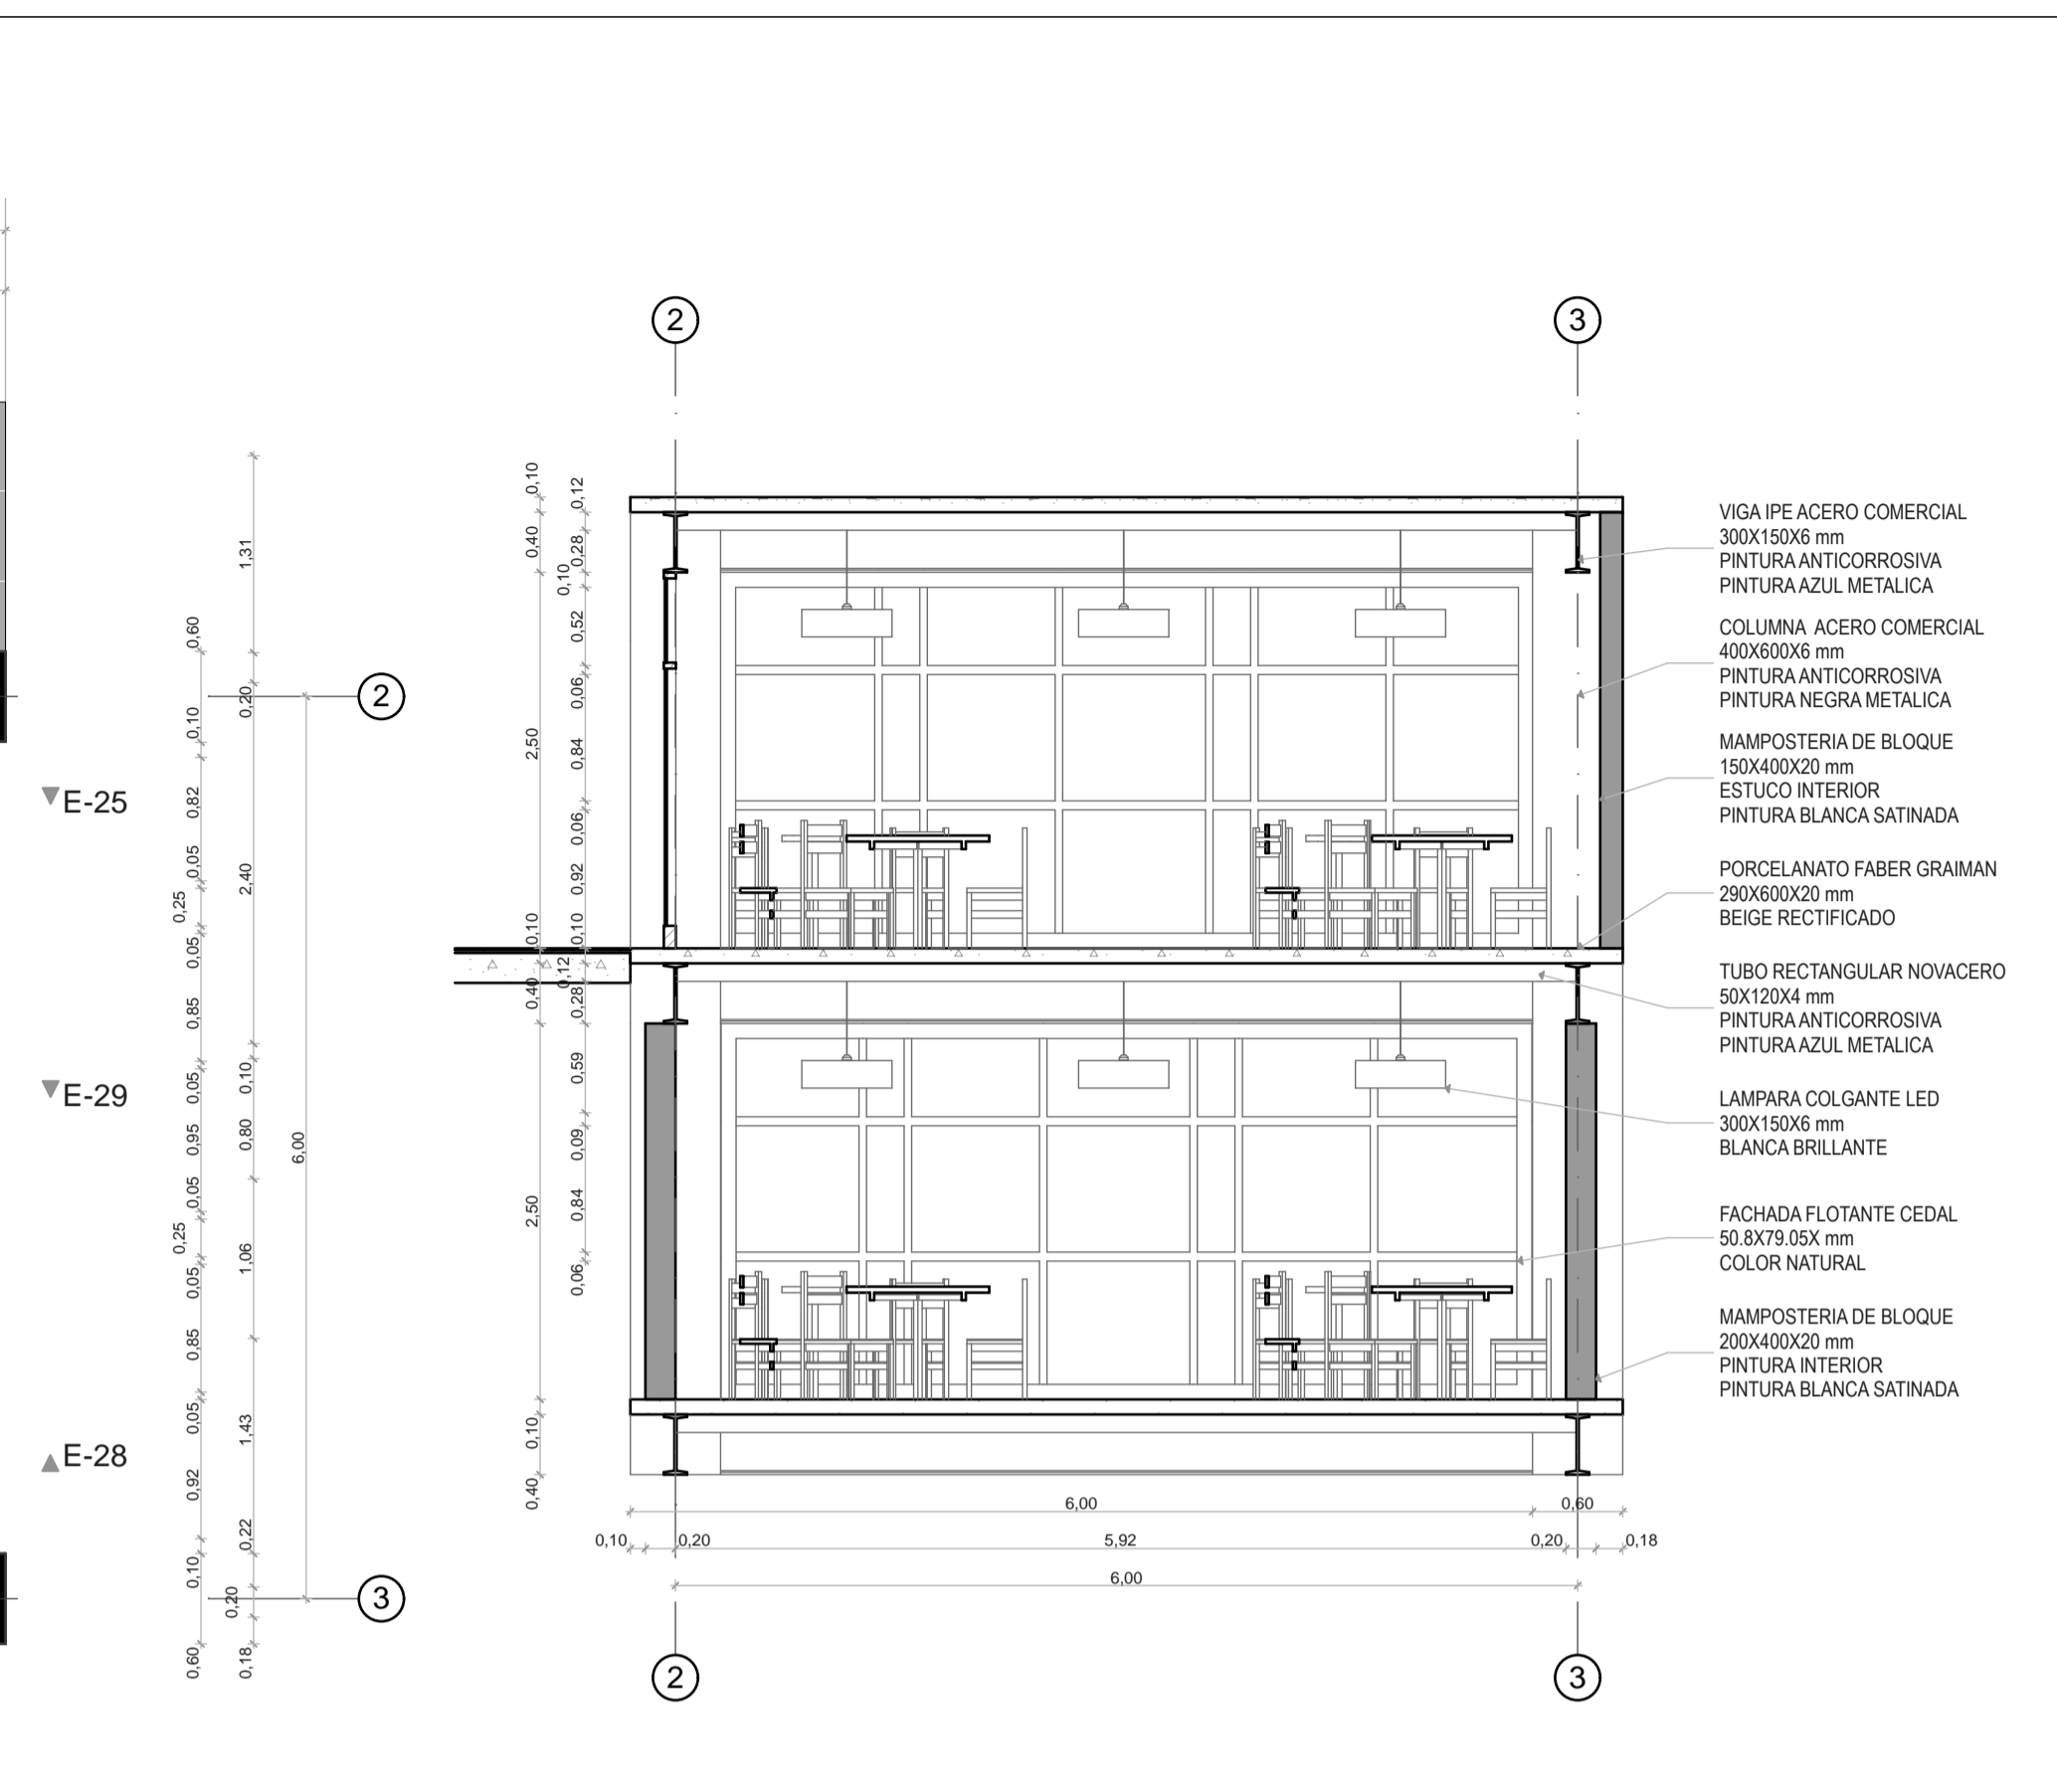 2
3
0,10
0,12
0,40
0,28
0,10
0,52
0,06
2,50
0,84
0,06
0,92
0,10
0,10
0,12
0,40
0,28
0,59
0,09
2,50
0,84
0,06
0,10
0,40
1,31
0,60
0,20
0,10
2
E-25
0,82
0,05
2,40
0,25
0,05
0,85
E-29
0,05
0,10
0,95
0,80
6,00
0,05
0,25
1,06
0,05
0,85
0,05
1,43
E-28
0,92
0,22
0,10
0,20
3
0,60
0,18
VIGA IPE ACERO COMERCIAL
300X150X6 mm
PINTURA ANTICORROSIVA
PINTURA AZUL METALICA
COLUMNA ACERO COMERCIAL
400X600X6 mm
PINTURA ANTICORROSIVA
PINTURA NEGRA METALICA
MAMPOSTERIA DE BLOQUE
150X400X20 mm
ESTUCO INTERIOR
PINTURA BLANCA SATINADA
PORCELANATO FABER GRAIMAN
290X600X20 mm
BEIGE RECTIFICADO
TUBO RECTANGULAR NOVACERO
50X120X4 mm
PINTURA ANTICORROSIVA
PINTURA AZUL METALICA
LAMPARA COLGANTE LED
300X150X6 mm
BLANCA BRILLANTE
FACHADA FLOTANTE CEDAL
50.8X79.05X mm
COLOR NATURAL
MAMPOSTERIA DE BLOQUE
200X400X20 mm
PINTURA INTERIOR
PINTURA BLANCA SATINADA
6,00 0,60
0,10 0,20 5,92 0,20 0,18
6,00
2
3